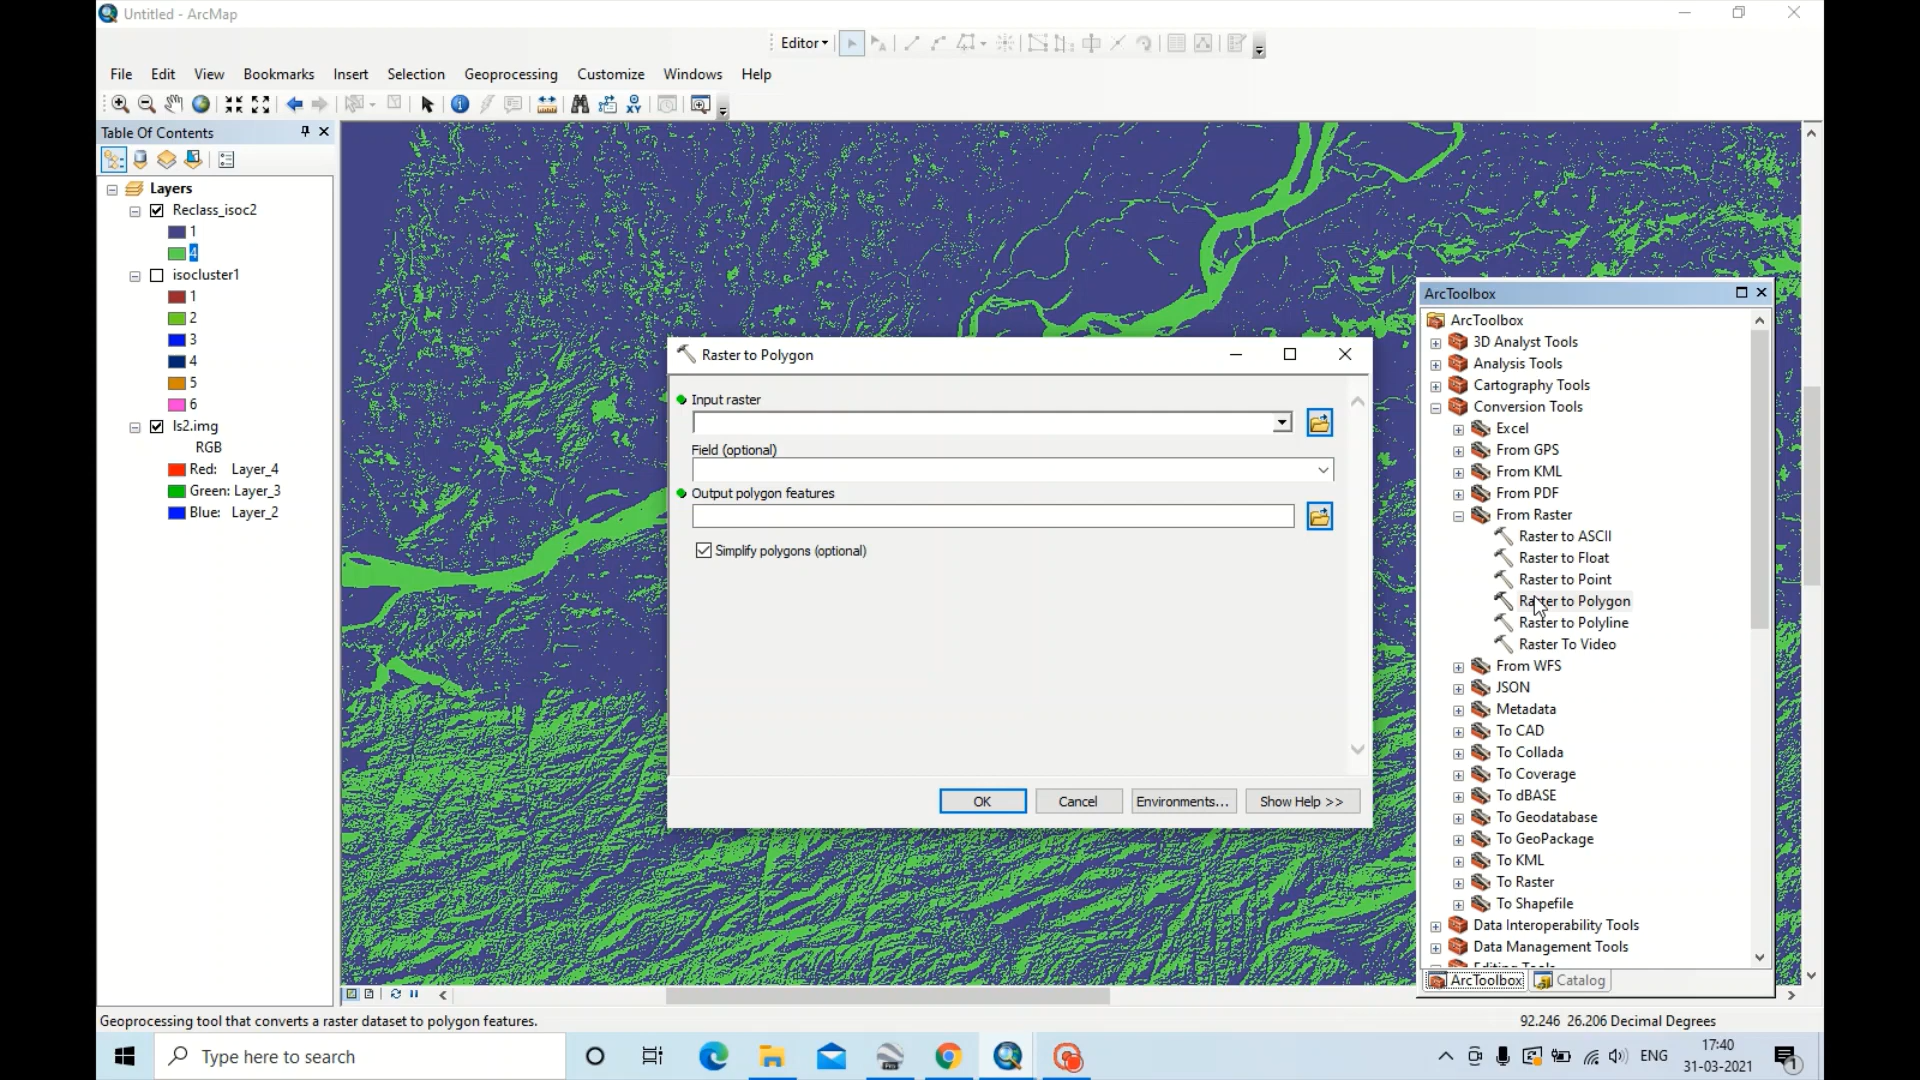 Untitled - ArcMap
Editor
File Edit View Bookmarks Insert Selection Geoprocessing Customize Windows Help
Table Of Contents
Layers
Reclass_isoc2
1
4
isocluster1
1
2
3
4
5
6
ls2.img
RGB
Red: Layer_4
Green: Layer_3
Blue: Layer_2
Raster to Polygon
Input raster
Field (optional)
Output polygon features
Simplify polygons (optional)
OK Cancel Environments... Show Help >>
ArcToolbox
ArcToolbox
3D Analyst Tools
Analysis Tools
Cartography Tools
Conversion Tools
Excel
From GPS
From KML
From PDF
From Raster
Raster to ASCII
Raster to Float
Raster to Point
Raster to Polygon
Raster to Polyline
Raster To Video
From WFS
JSON
Metadata
To CAD
To Collada
To Coverage
To dBASE
To Geodatabase
To GeoPackage
To KML
To Raster
To Shapefile
Data Interoperability Tools
Data Management Tools
Editing Tools
ArcToolbox Catalog
Geoprocessing tool that converts a raster dataset to polygon features.
92.246 26.206 Decimal Degrees
Type here to search
ENG
17:40
31-03-2021
1